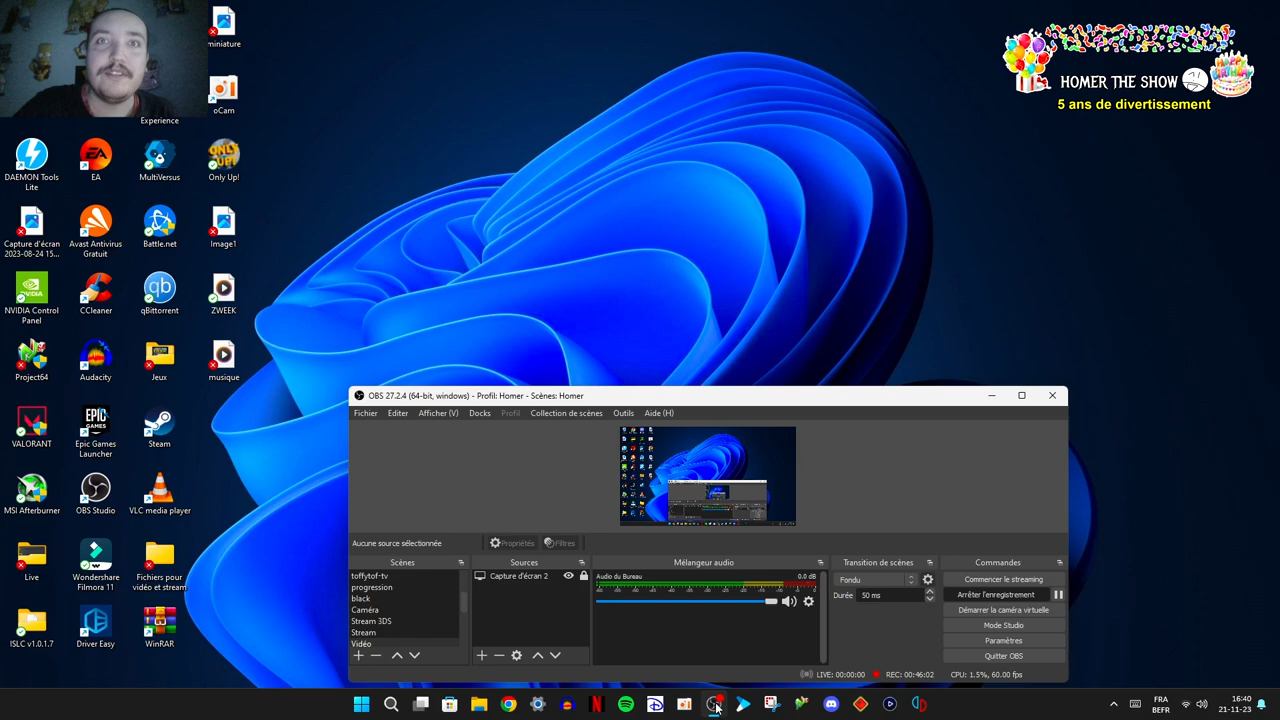 miniature
oCam
Experience
HOMER THE SHOW
HAPPY BIRTHDAY
5 ans de divertissement
DAEMON Tools Lite
EA
MultiVersus
ONLY UP!
Only Up!
Capture d'écran 2023-08-24 15...
Avast Antivirus Gratuit
Battle.net
Image1
NVIDIA Control Panel
CCleaner
qb
qBittorrent
ZWEEK
Project64
Audacity
Jeux
musique
VALORANT
EPIC GAMES
Epic Games Launcher
Steam
MSI Afterburner
OBS Studio
VLC media player
Live
Wondershare Filmora 11
Fichiers pour vidéo et stream
ISLC v1.0.1.7
Driver Easy
WinRAR
OBS 27.2.4 (64-bit, windows) - Profil: Homer - Scènes: Homer
Fichier Editer Afficher (V) Docks Profil Collection de scènes Outils Aide (H)
Aucune source sélectionnée Propriétés Filtres
Scènes
toffytof-tv
progression
black
Caméra
Stream 3DS
Stream
Vidéo
Sources
Capture d'écran 2
Mélangeur audio
Audio du Bureau 0.0 dB
Transition de scènes
Fondu
Durée 50 ms
Commandes
Commencer le streaming
Arrêter l'enregistrement
Démarrer la caméra virtuelle
Mode Studio
Paramètres
Quitter OBS
LIVE: 00:00:00 REC: 00:46:02 CPU: 1.5%, 60.00 fps
FRA
BEFR
16:40
21-11-23